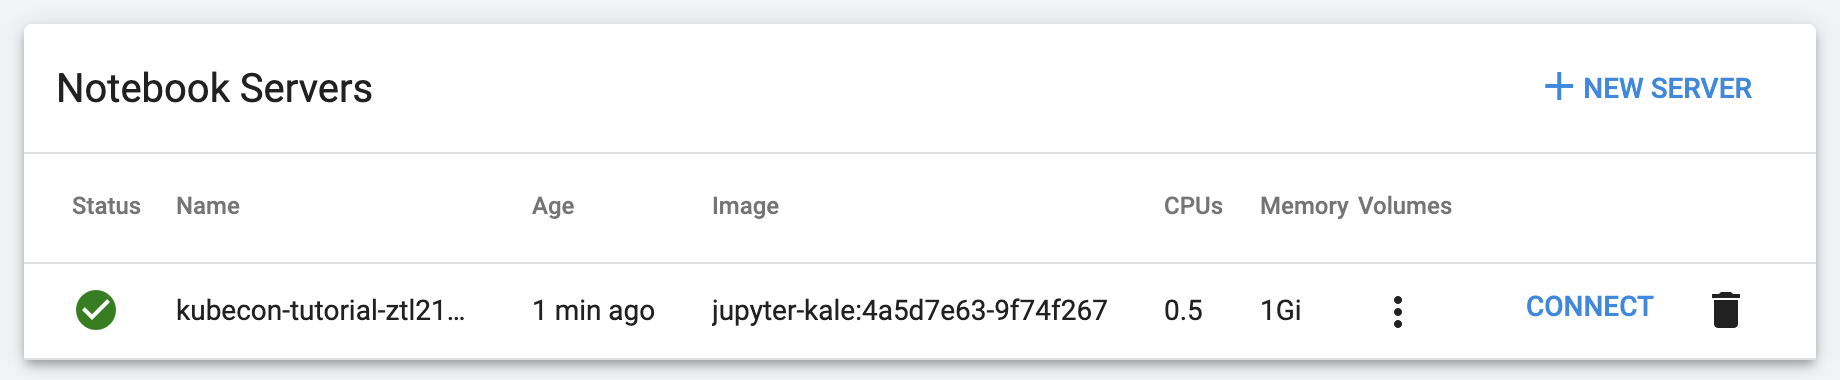 Notebook Servers
+ NEW SERVER
Status Name Age Image CPUs Memory Volumes
kubecon-tutorial-ztl21... 1 min ago jupyter-kale:4a5d7e63-9f74f267 0.5 1Gi CONNECT